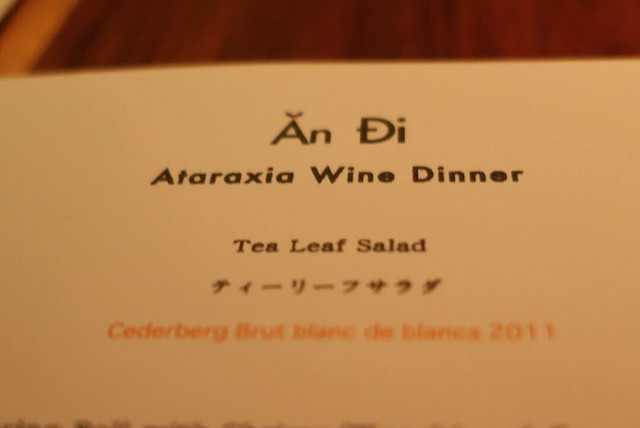 Ăn Đi
Ataraxia Wine Dinner
Tea Leaf Salad
ティーリーフサラダ
Cederberg Brut blanc de blancs 2011